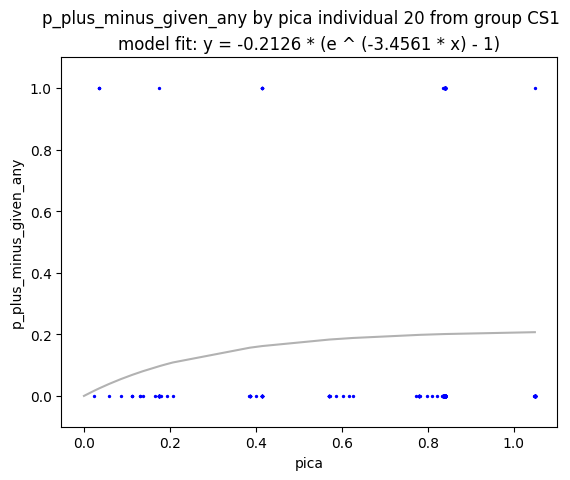 p_plus_minus_given_any by pica individual 20 from group CS1
model fit: y = -0.2126 * (e ^ (-3.4561 * x) - 1)
1.0
0.8
0.6
0.4
0.2
0.0
p_plus_minus_given_any
0.0 0.2 0.4 0.6 0.8 1.0
pica